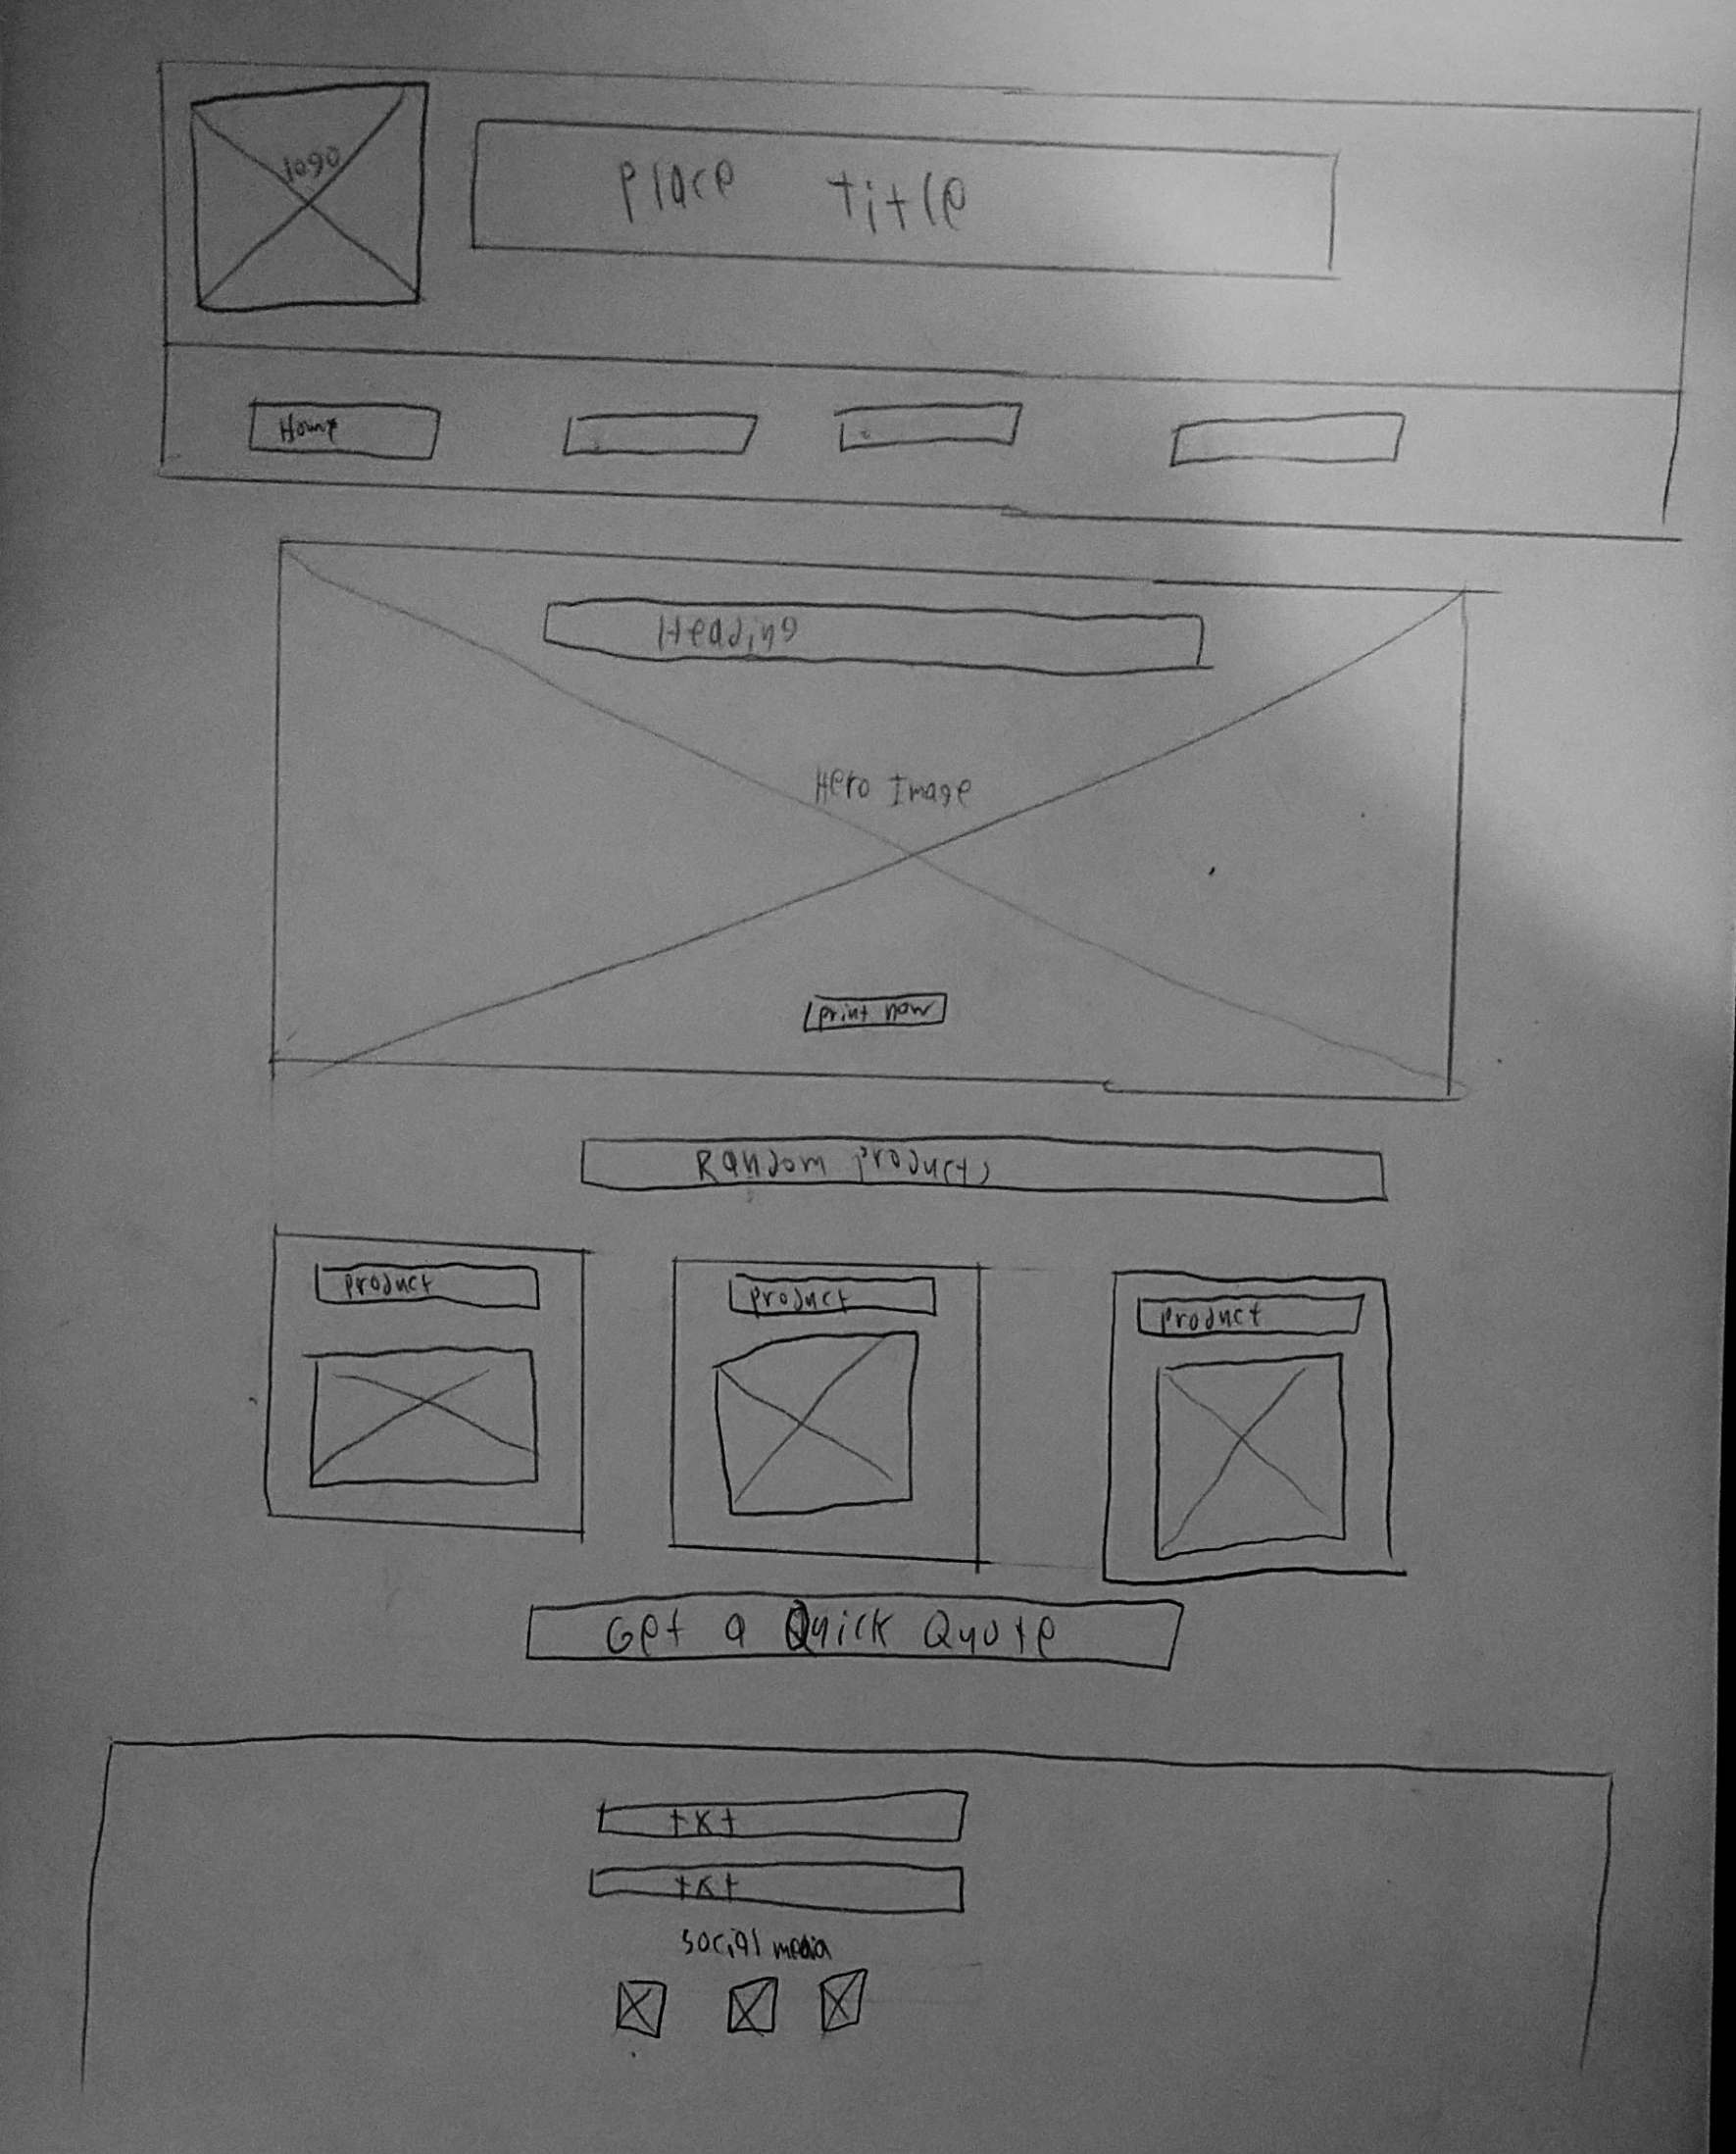 logo
Place title
Home
Heading
Hero Image
print now
Random products
product
product
product
Get a Quick Quote
txt
txt
social media